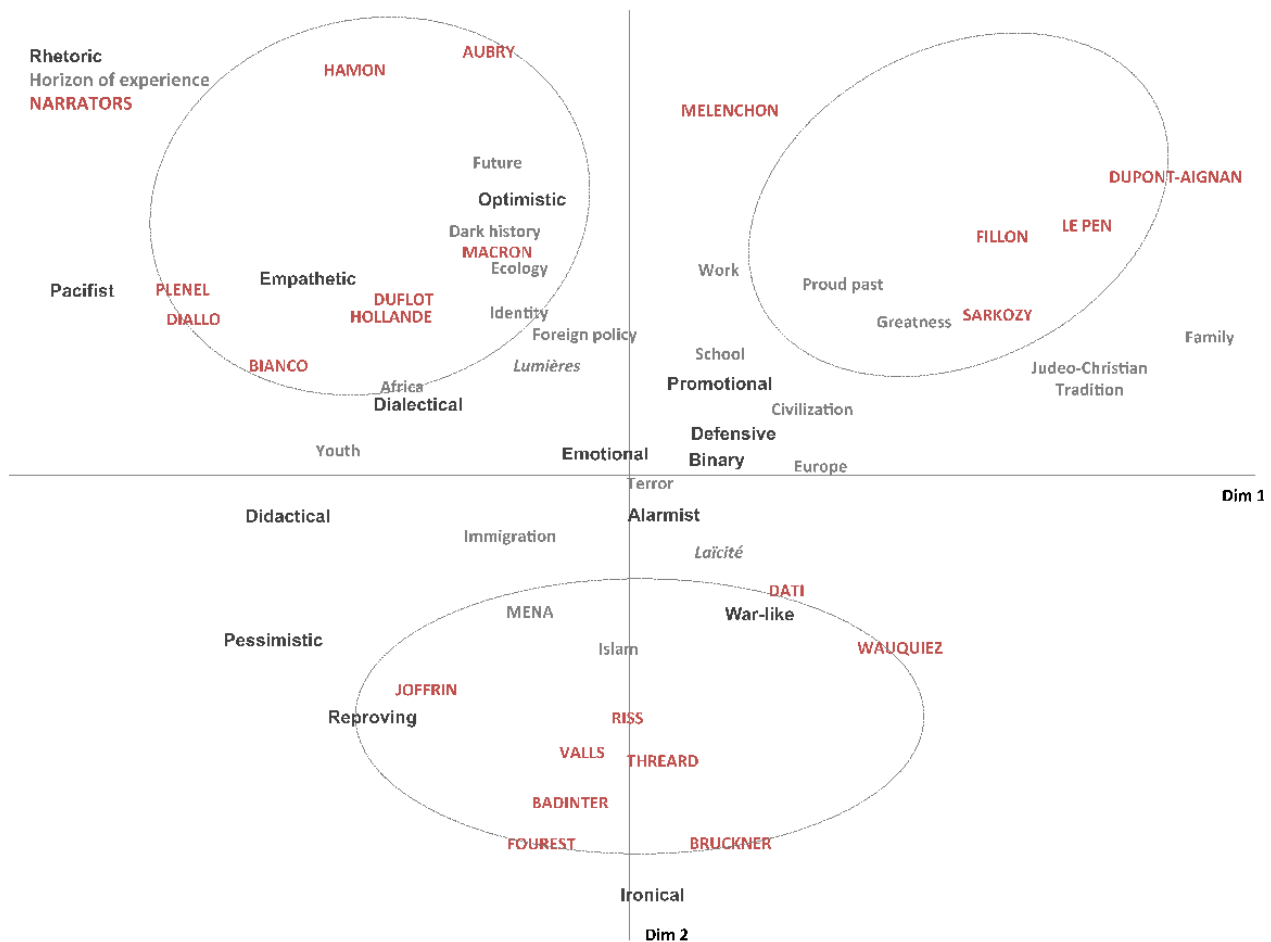 AUBRY
Rhetoric
HAMON
Horizon of experience
NARRATORS
MELENCHON
Future
DUPONT-AIGNAN
Optimistic
LE PEN
Dark history
FILLON
MACRON
Ecology
Work
Empathetic
Proud past
Pacifist
PLENEL
DUFLOT
Identity
HOLLANDE
SARKOZY
DIALLO
Greatness
Foreign policy
Family
School
BIANCO
Lumières
Judeo-Christian
Tradition
Africa
Promotional
Dialectical
Civilization
Defensive
Youth
Emotional
Binary
Europe
Terror
Dim 1
Didactical
Alarmist
Immigration
Laïcité
DATI
MENA
War-like
Pessimistic
Islam
WAUQUIEZ
JOFFRIN
Reproving
RISS
VALLS
THREARD
BADINTER
FOUREST
BRUCKNER
Ironical
Dim 2